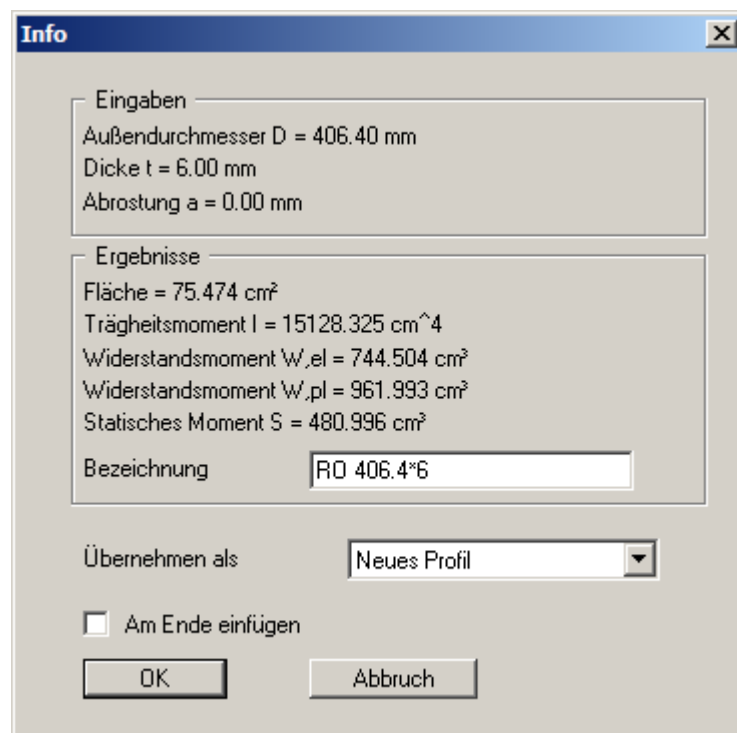 Info
Eingaben
Außendurchmesser D = 406.40 mm
Dicke t = 6.00 mm
Abrostung a = 0.00 mm
Ergebnisse
Fläche = 75.474 cm²
Trägheitsmoment I = 15128.325 cm^4
Widerstandsmoment W,el = 744.504 cm³
Widerstandsmoment W,pl = 961.993 cm³
Statisches Moment S = 480.996 cm³
Bezeichnung RO 406.4*6
Übernehmen als Neues Profil
Am Ende einfügen
OK Abbruch